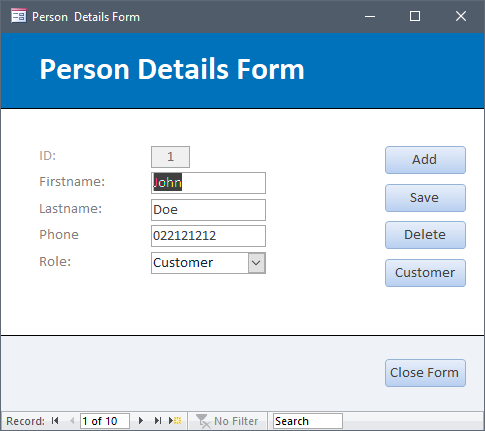 Person Details Form
Person Details Form
ID: 1
Firstname: John
Lastname: Doe
Phone 022121212
Role: Customer
Add
Save
Delete
Customer
Close Form
Record: 1 of 10 No Filter Search